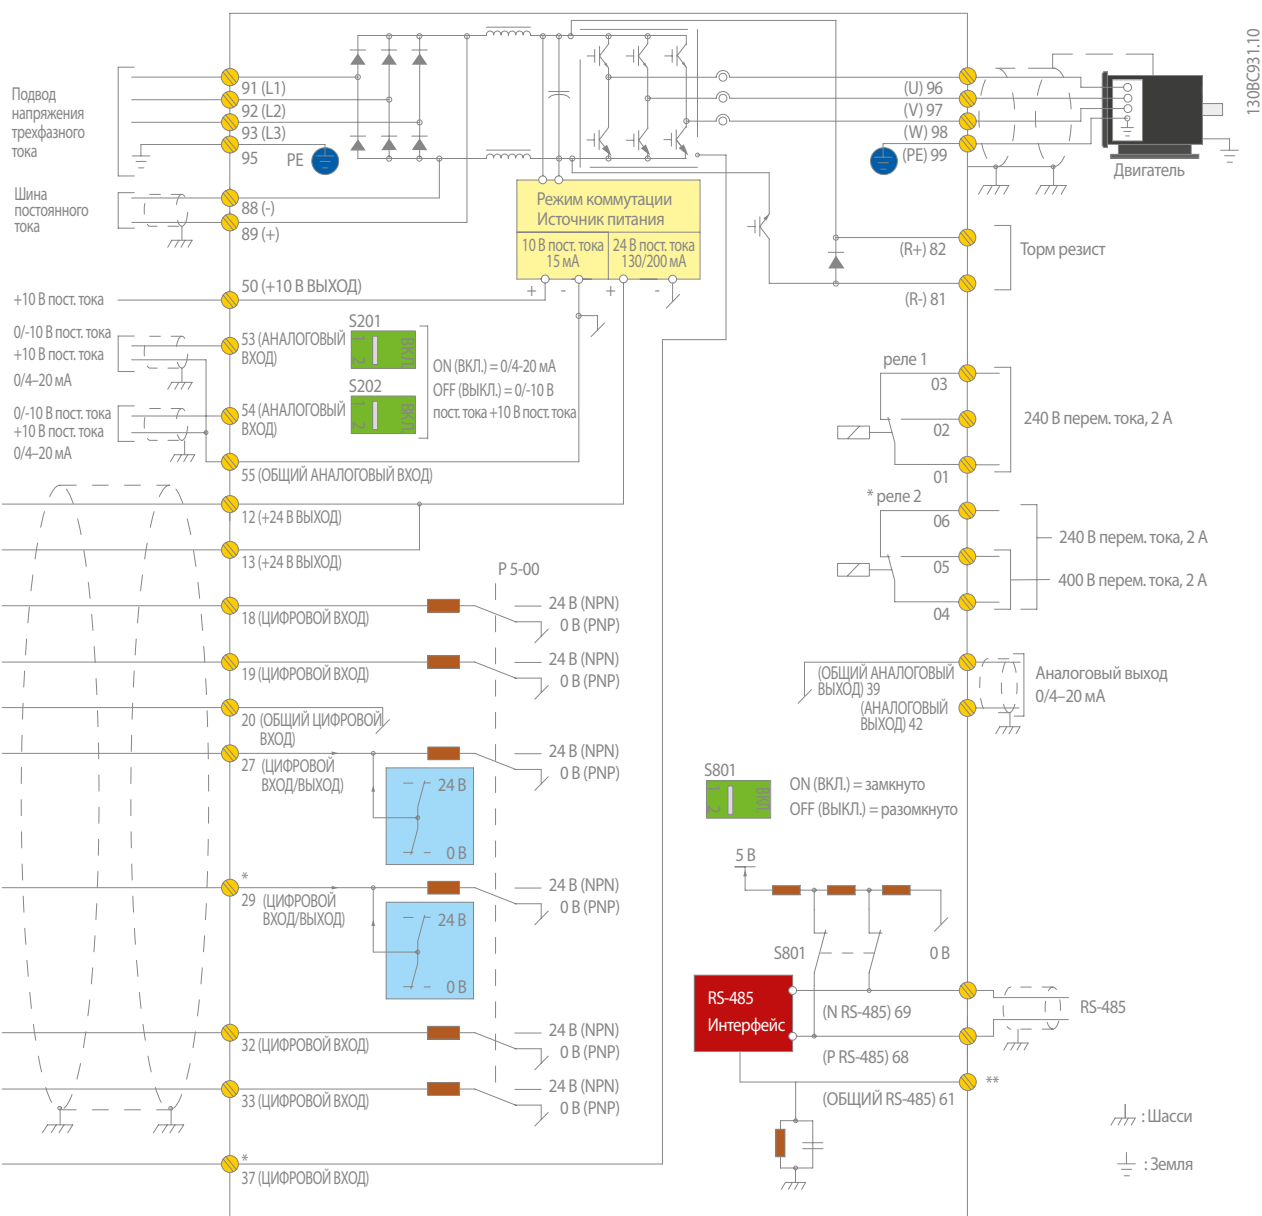 Подвод
напряжения
трехфазного
тока
91 (L1)
92 (L2)
93 (L3)
95
PE
Шина
постоянного
тока
88 (-)
89 (+)
Режим коммутации
Источник питания
10 В пост. тока
15 мА
24 В пост. тока
130/200 мА
+ - + -
(U) 96
(V) 97
(W) 98
(PE) 99
Двигатель
130BC931.10
(R+) 82
(R-) 81
Торм резист
+10 В пост. тока
50 (+10 В ВЫХОД)
0/-10 В пост. тока
+10 В пост. тока
0/4–20 мА
53 (АНАЛОГОВЫЙ
ВХОД)
S201
1 2
ВКЛ.
0/-10 В пост. тока
+10 В пост. тока
0/4–20 мА
54 (АНАЛОГОВЫЙ
ВХОД)
S202
1 2
ВКЛ.
ON (ВКЛ.) = 0/4-20 мА
OFF (ВЫКЛ.) = 0/-10 В
пост. тока +10 В пост. тока
55 (ОБЩИЙ АНАЛОГОВЫЙ ВХОД)
12 (+24 В ВЫХОД)
13 (+24 В ВЫХОД)
P 5-00
18 (ЦИФРОВОЙ ВХОД)
24 В (NPN)
0 В (PNP)
19 (ЦИФРОВОЙ ВХОД)
24 В (NPN)
0 В (PNP)
20 (ОБЩИЙ ЦИФРОВОЙ
ВХОД)
27 (ЦИФРОВОЙ
ВХОД/ВЫХОД)
24 В
0 В
24 В (NPN)
0 В (PNP)
*
29 (ЦИФРОВОЙ
ВХОД/ВЫХОД)
24 В
0 В
24 В (NPN)
0 В (PNP)
32 (ЦИФРОВОЙ ВХОД)
24 В (NPN)
0 В (PNP)
33 (ЦИФРОВОЙ ВХОД)
24 В (NPN)
0 В (PNP)
*
37 (ЦИФРОВОЙ ВХОД)
реле 1
03
02
01
240 В перем. тока, 2 А
* реле 2
06
05
04
240 В перем. тока, 2 А
400 В перем. тока, 2 А
(ОБЩИЙ АНАЛОГОВЫЙ
ВЫХОД) 39
(АНАЛОГОВЫЙ
ВЫХОД) 42
Аналоговый выход
0/4–20 мА
S801
1 2
ВКЛ.
ON (ВКЛ.) = замкнуто
OFF (ВЫКЛ.) = разомкнуто
5 В
S801
0 В
RS-485
Интерфейс
(N RS-485) 69
(P RS-485) 68
(ОБЩИЙ RS-485) 61
**
RS-485
: Шасси
: Земля